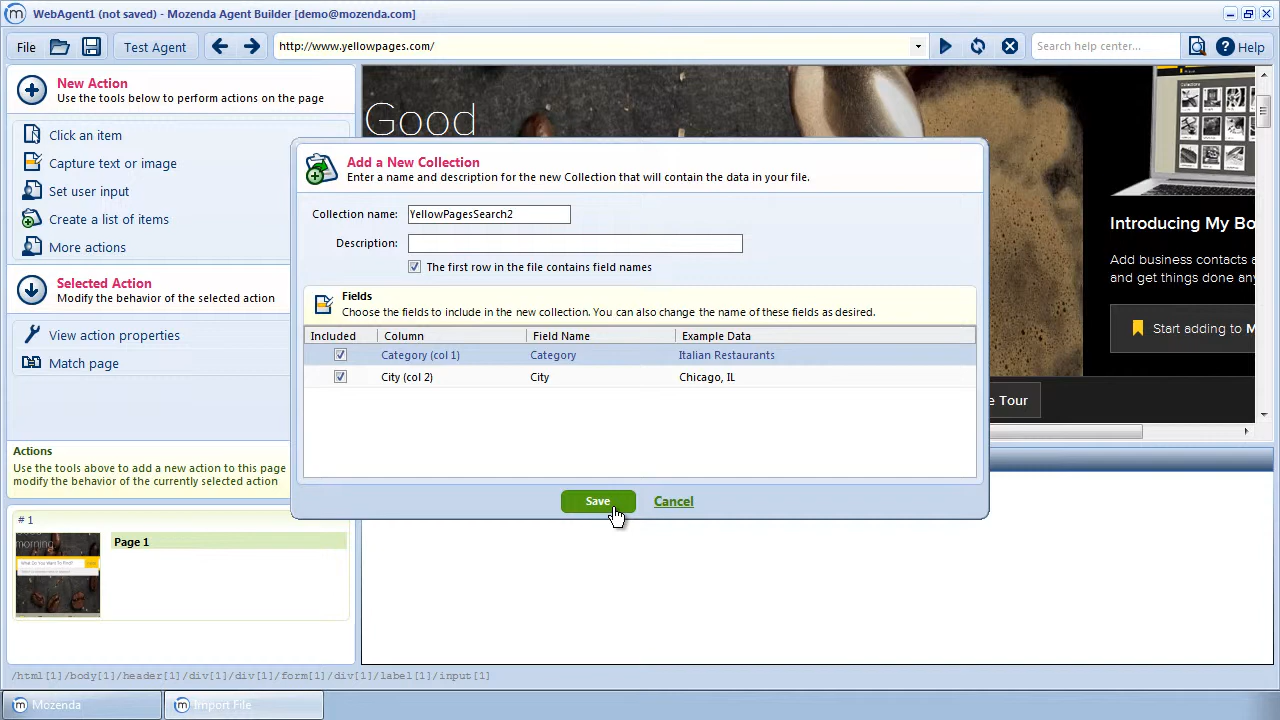 WebAgent1 (not saved) - Mozenda Agent Builder [demo@mozenda.com]
File
Test Agent
http://www.yellowpages.com/
Search help center...
Help
New Action
Use the tools below to perform actions on the page
Click an item
Capture text or image
Set user input
Create a list of items
More actions
Selected Action
Modify the behavior of the selected action
View action properties
Match page
Actions
Use the tools above to add a new action to this page
modify the behavior of the currently selected action
# 1
Page 1
morning
What Do You Want To Find?
Good
Add a New Collection
Enter a name and description for the new Collection that will contain the data in your file.
Collection name: YellowPagesSearch2
Description:
The first row in the file contains field names
Fields
Choose the fields to include in the new collection. You can also change the name of these fields as desired.
Included Column Field Name Example Data
Category (col 1) Category Italian Restaurants
City (col 2) City Chicago, IL
Save Cancel
Introducing My Bo
Add business contacts a
and get things done any
Start adding to M
e Tour
/html[1]/body[1]/header[1]/div[1]/div[1]/form[1]/div[1]/label[1]/input[1]
Mozenda
Import File